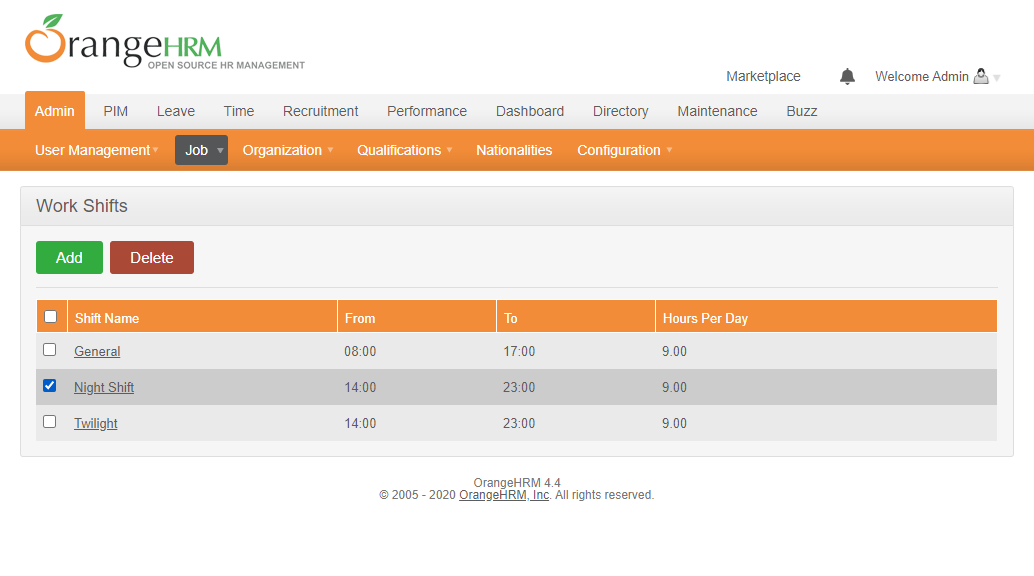 OrangeHRM
OPEN SOURCE HR MANAGEMENT
Marketplace Welcome Admin
Admin PIM Leave Time Recruitment Performance Dashboard Directory Maintenance Buzz
User Management Job Organization Qualifications Nationalities Configuration
Work Shifts
Add Delete
Shift Name From To Hours Per Day
General 08:00 17:00 9.00
Night Shift 14:00 23:00 9.00
Twilight 14:00 23:00 9.00
OrangeHRM 4.4
© 2005 - 2020 OrangeHRM, Inc. All rights reserved.